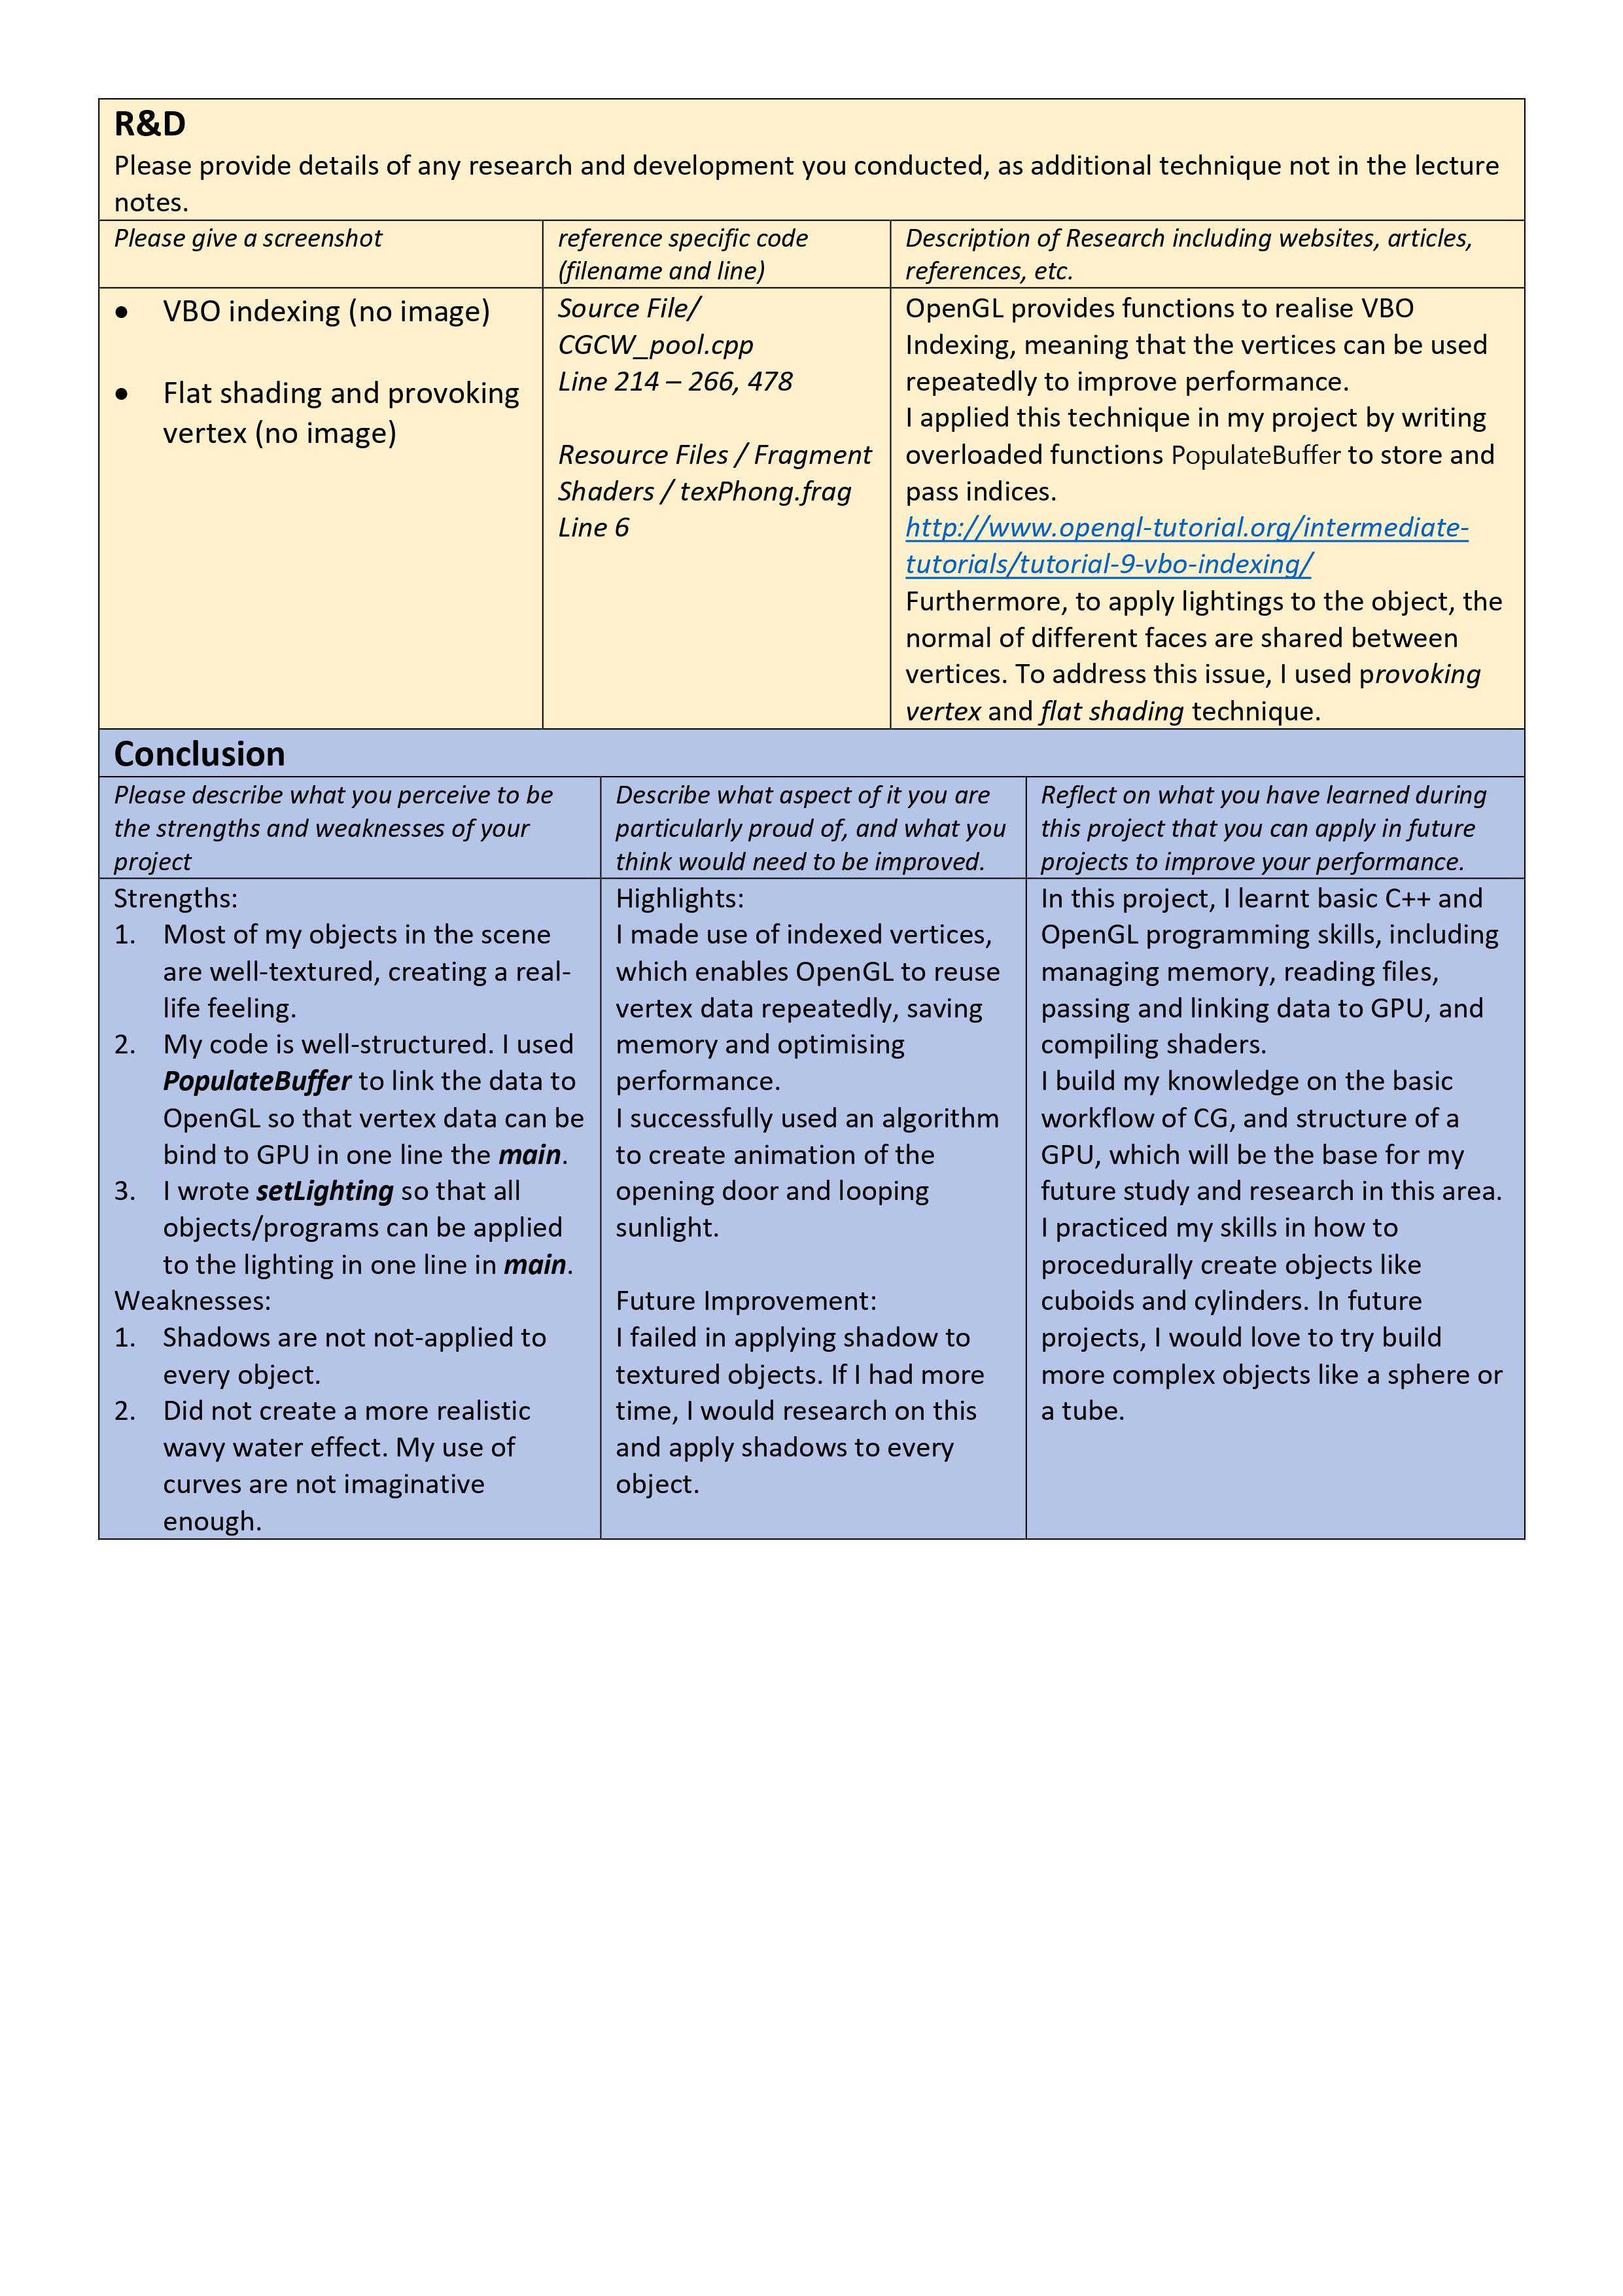 R&D
Please provide details of any research and development you conducted, as additional technique not in the lecture
notes.
Please give a screenshot
reference specific code
(filename and line)
Description of Research including websites, articles,
references, etc.
• VBO indexing (no image)
• Flat shading and provoking
vertex (no image)
Source File/
CGCW_pool.cpp
Line 214 – 266, 478
Resource Files / Fragment
Shaders / texPhong.frag
Line 6
OpenGL provides functions to realise VBO
Indexing, meaning that the vertices can be used
repeatedly to improve performance.
I applied this technique in my project by writing
overloaded functions PopulateBuffer to store and
pass indices.
http://www.opengl-tutorial.org/intermediate-
tutorials/tutorial-9-vbo-indexing/
Furthermore, to apply lightings to the object, the
normal of different faces are shared between
vertices. To address this issue, I used provoking
vertex and flat shading technique.
Conclusion
Please describe what you perceive to be
the strengths and weaknesses of your
project
Describe what aspect of it you are
particularly proud of, and what you
think would need to be improved.
Reflect on what you have learned during
this project that you can apply in future
projects to improve your performance.
Strengths:
1. Most of my objects in the scene
are well-textured, creating a real-
life feeling.
2. My code is well-structured. I used
PopulateBuffer to link the data to
OpenGL so that vertex data can be
bind to GPU in one line the main.
3. I wrote setLighting so that all
objects/programs can be applied
to the lighting in one line in main.
Weaknesses:
1. Shadows are not not-applied to
every object.
2. Did not create a more realistic
wavy water effect. My use of
curves are not imaginative
enough.
Highlights:
I made use of indexed vertices,
which enables OpenGL to reuse
vertex data repeatedly, saving
memory and optimising
performance.
I successfully used an algorithm
to create animation of the
opening door and looping
sunlight.
Future Improvement:
I failed in applying shadow to
textured objects. If I had more
time, I would research on this
and apply shadows to every
object.
In this project, I learnt basic C++ and
OpenGL programming skills, including
managing memory, reading files,
passing and linking data to GPU, and
compiling shaders.
I build my knowledge on the basic
workflow of CG, and structure of a
GPU, which will be the base for my
future study and research in this area.
I practiced my skills in how to
procedurally create objects like
cuboids and cylinders. In future
projects, I would love to try build
more complex objects like a sphere or
a tube.